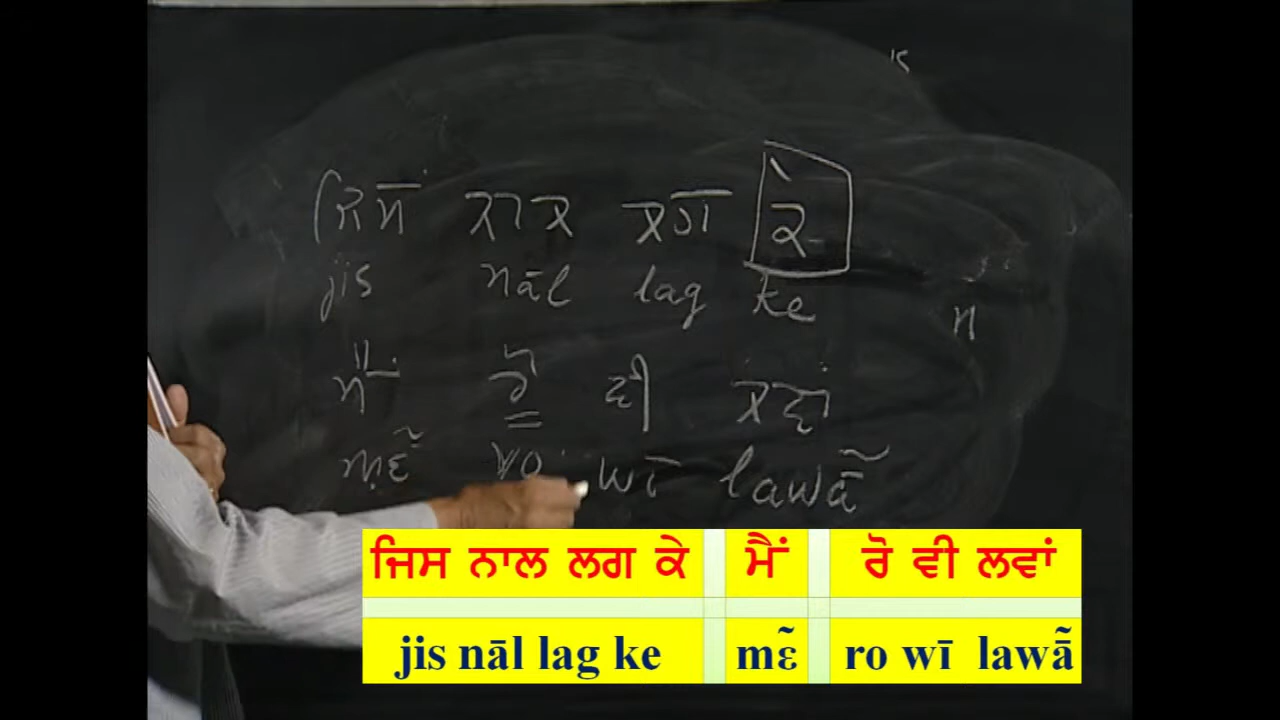 ਜਿਸ ਨਾਲ ਲਗ ਕੇ
jis nāl lag ke
ਮੈਂ ਰੋ ਵੀ ਲਵਾਂ
mɛ̃ ro wī lawā̃
ਜਿਸ ਨਾਲ ਲਗ ਕੇ ਮੈਂ ਰੋ ਵੀ ਲਵਾਂ
jis nāl lag ke mɛ̃ ro wī lawā̃